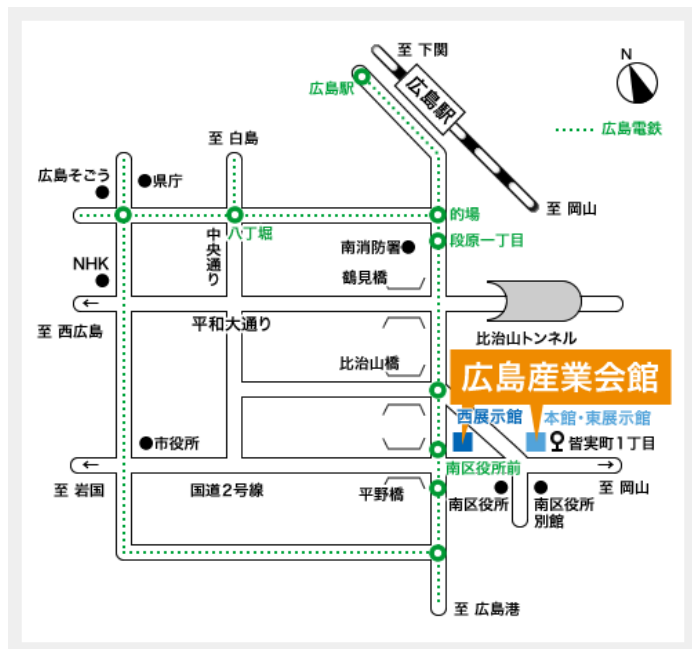 至 下関
N
広島駅
広島駅
広島電鉄
至 白島
広島そごう
●県庁
至 岡山
的場
八丁堀
中央通り
段原一丁目
南消防署●
NHK
鶴見橋
平和大通り
至 西広島
比治山トンネル
比治山橋
広島産業会館
西展示館
本館・東展示館
●市役所
皆実町1丁目
南区役所前
至 岩国
国道2号線
平野橋
至 岡山
南区役所
南区役所
別館
至 広島港